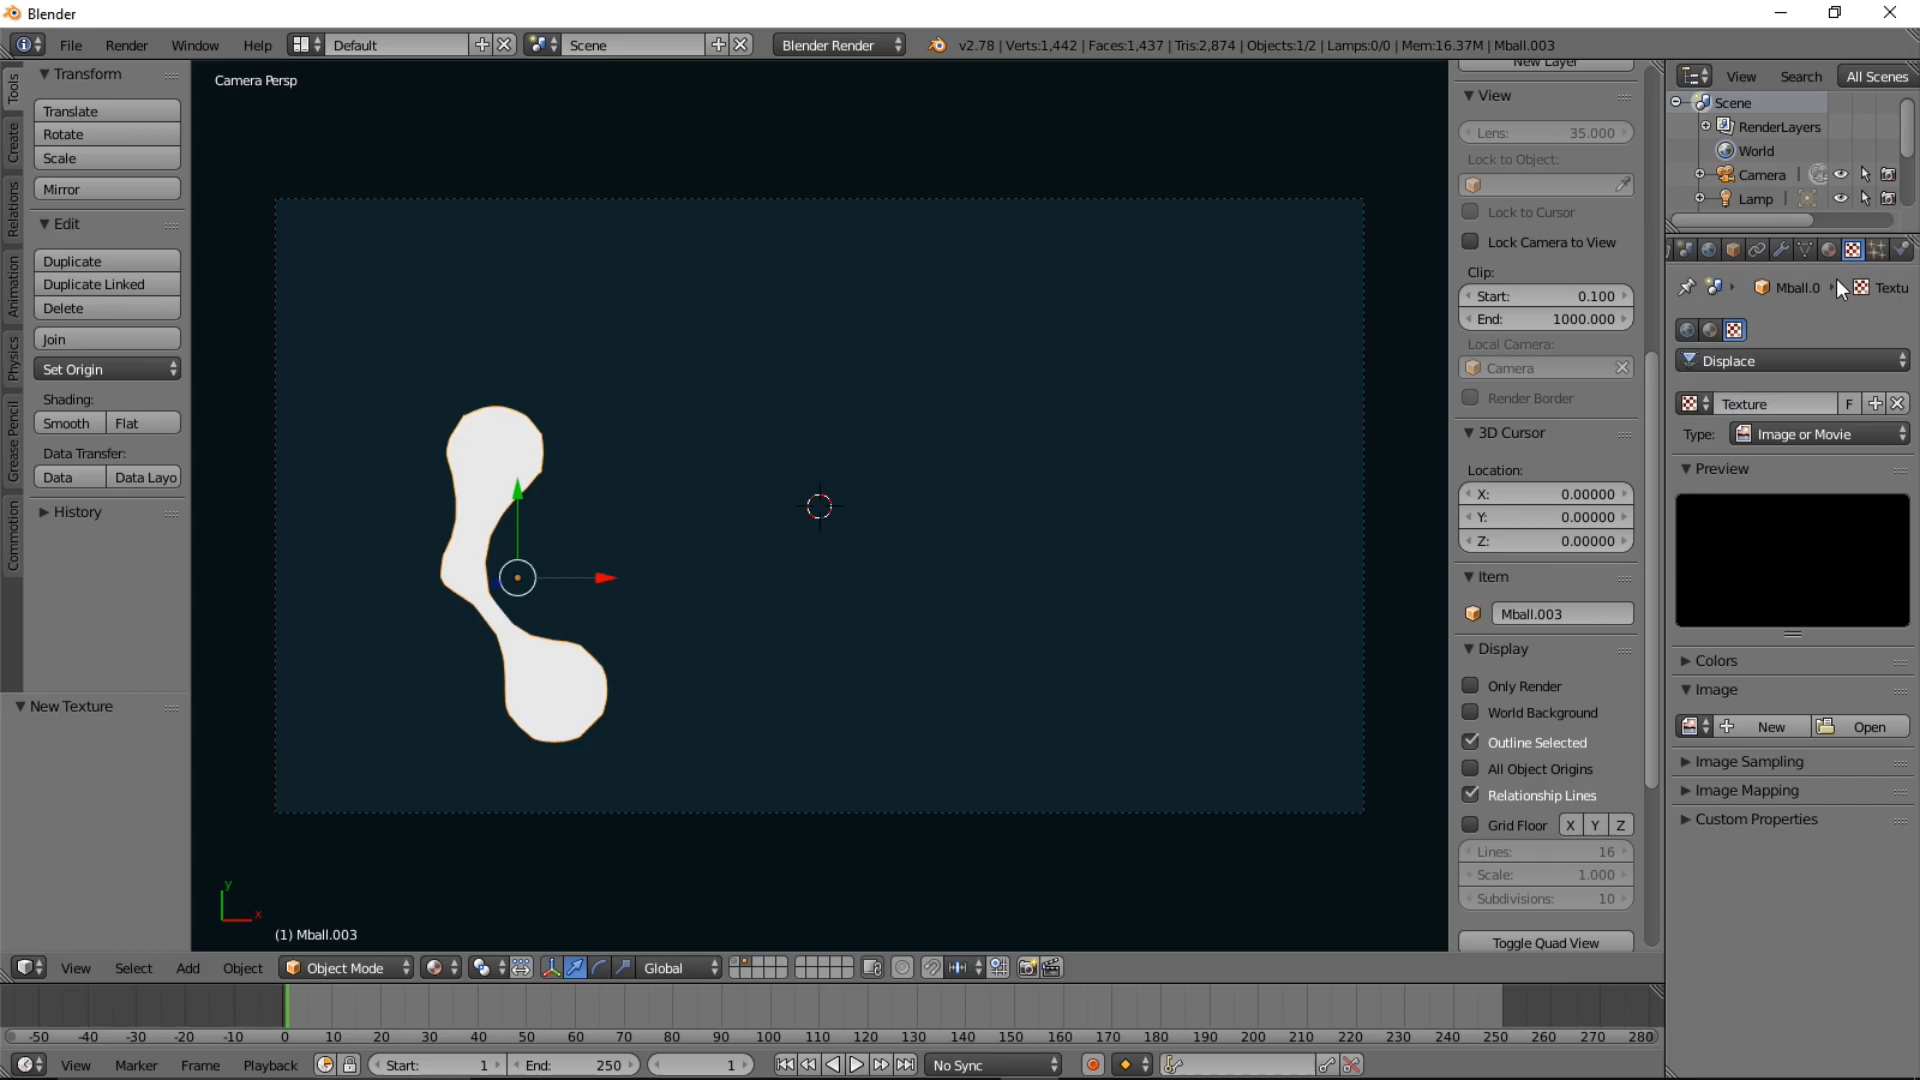 Blender
File Render Window Help Default Scene Blender Render v2.78 | Verts:1,442 | Faces:1,437 | Tris:2,874 | Objects:1/2 | Lamps:0/0 | Mem:16.37M | Mball.003
Tools
Create
Relations
Animation
Physics
Grease Pencil
Commotion
Transform
Translate
Rotate
Scale
Mirror
Edit
Duplicate
Duplicate Linked
Delete
Join
Set Origin
Shading:
Smooth Flat
Data Transfer:
Data Data Layo
History
New Texture
Camera Persp
y
x
(1) Mball.003
New Layer
View
Lens: 35.000
Lock to Object:
Lock to Cursor
Lock Camera to View
Clip:
Start: 0.100
End: 1000.000
Local Camera:
Camera
Render Border
3D Cursor
Location:
X: 0.00000
Y: 0.00000
Z: 0.00000
Item
Mball.003
Display
Only Render
World Background
Outline Selected
All Object Origins
Relationship Lines
Grid Floor X Y Z
Lines: 16
Scale: 1.000
Subdivisions: 10
Toggle Quad View
View Search All Scenes
Scene
RenderLayers
World
Camera
Lamp
Mball.0 Textu
Displace
Texture F
Type: Image or Movie
Preview
Colors
Image
New Open
Image Sampling
Image Mapping
Custom Properties
View Select Add Object Object Mode Global
-50 -40 -30 -20 -10 0 10 20 30 40 50 60 70 80 90 100 110 120 130 140 150 160 170 180 190 200 210 220 230 240 250 260 270 280
View Marker Frame Playback Start: 1 End: 250 1 No Sync